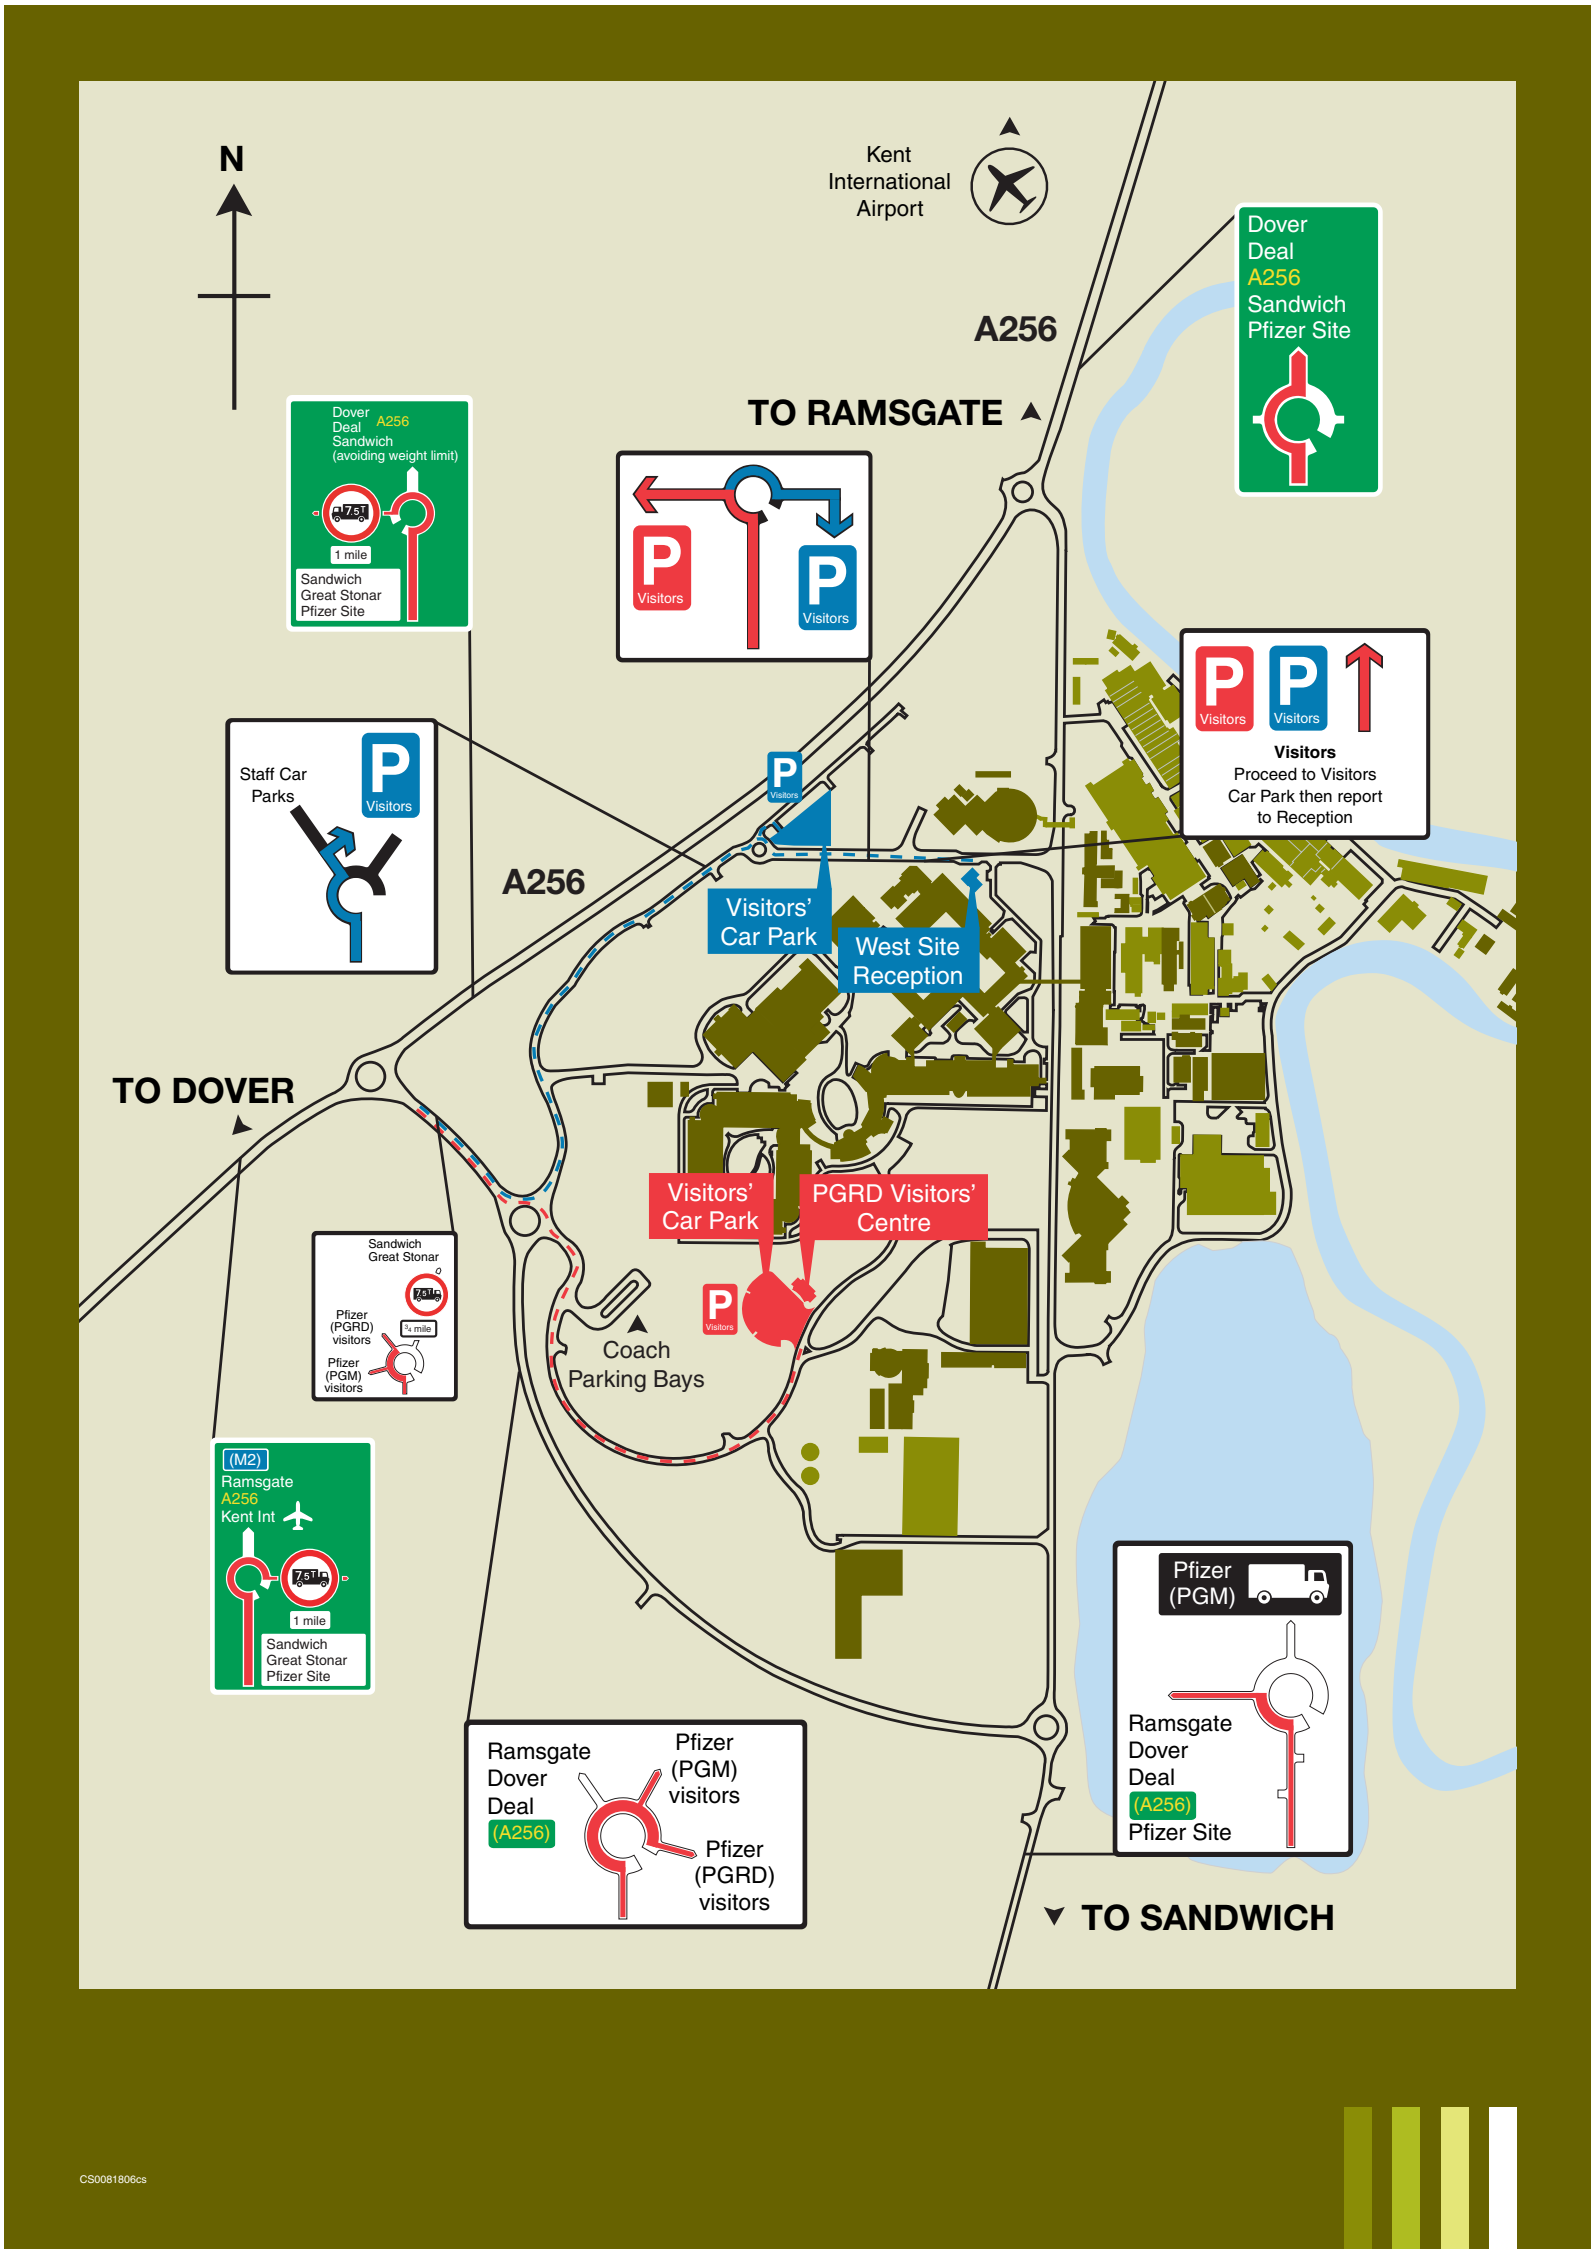 N
Kent
International
Airport
Dover
Deal
A256
Sandwich
Pfizer Site
A256
TO RAMSGATE
Dover
Deal
A256
Sandwich
(avoiding weight limit)
7.5T
1 mile
Sandwich
Great Stonar
Pfizer Site
P
Visitors
P
Visitors
P
Visitors
P
Visitors
Visitors
Proceed to Visitors
Car Park then report
to Reception
Staff Car
Parks
P
Visitors
P
Visitors
A256
Visitors'
Car Park
West Site
Reception
TO DOVER
Visitors'
Car Park
PGRD Visitors'
Centre
Sandwich
Great Stonar
7.5T
3/4 mile
Pfizer
(PGRD)
visitors
Pfizer
(PGM)
visitors
P
Visitors
Coach
Parking Bays
(M2)
Ramsgate
A256
Kent Int
7.5T
1 mile
Sandwich
Great Stonar
Pfizer Site
Pfizer
(PGM)
Ramsgate
Dover
Deal
(A256)
Pfizer Site
Ramsgate
Dover
Deal
(A256)
Pfizer
(PGM)
visitors
Pfizer
(PGRD)
visitors
TO SANDWICH
CS0081806cs